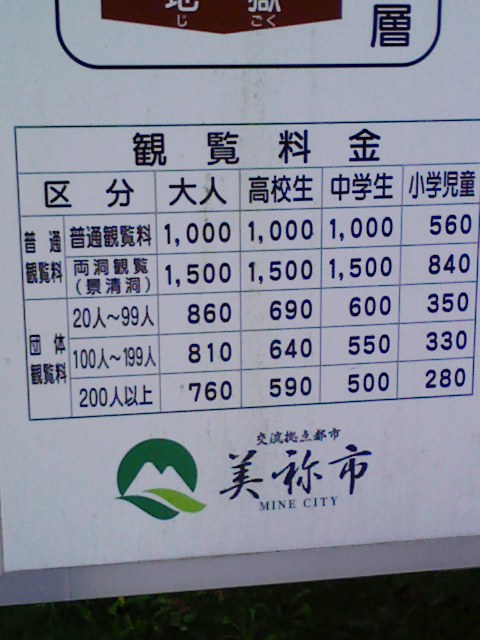 地獄
じ ごく
層
観覧料金
区分 大人 高校生 中学生 小学児童
普通観覧料 普通観覧料 1,000 1,000 1,000 560
両洞観覧(景清洞) 1,500 1,500 1,500 840
団体観覧料 20人〜99人 860 690 600 350
100人〜199人 810 640 550 330
200人以上 760 590 500 280
交流拠点都市
美祢市
MINE CITY